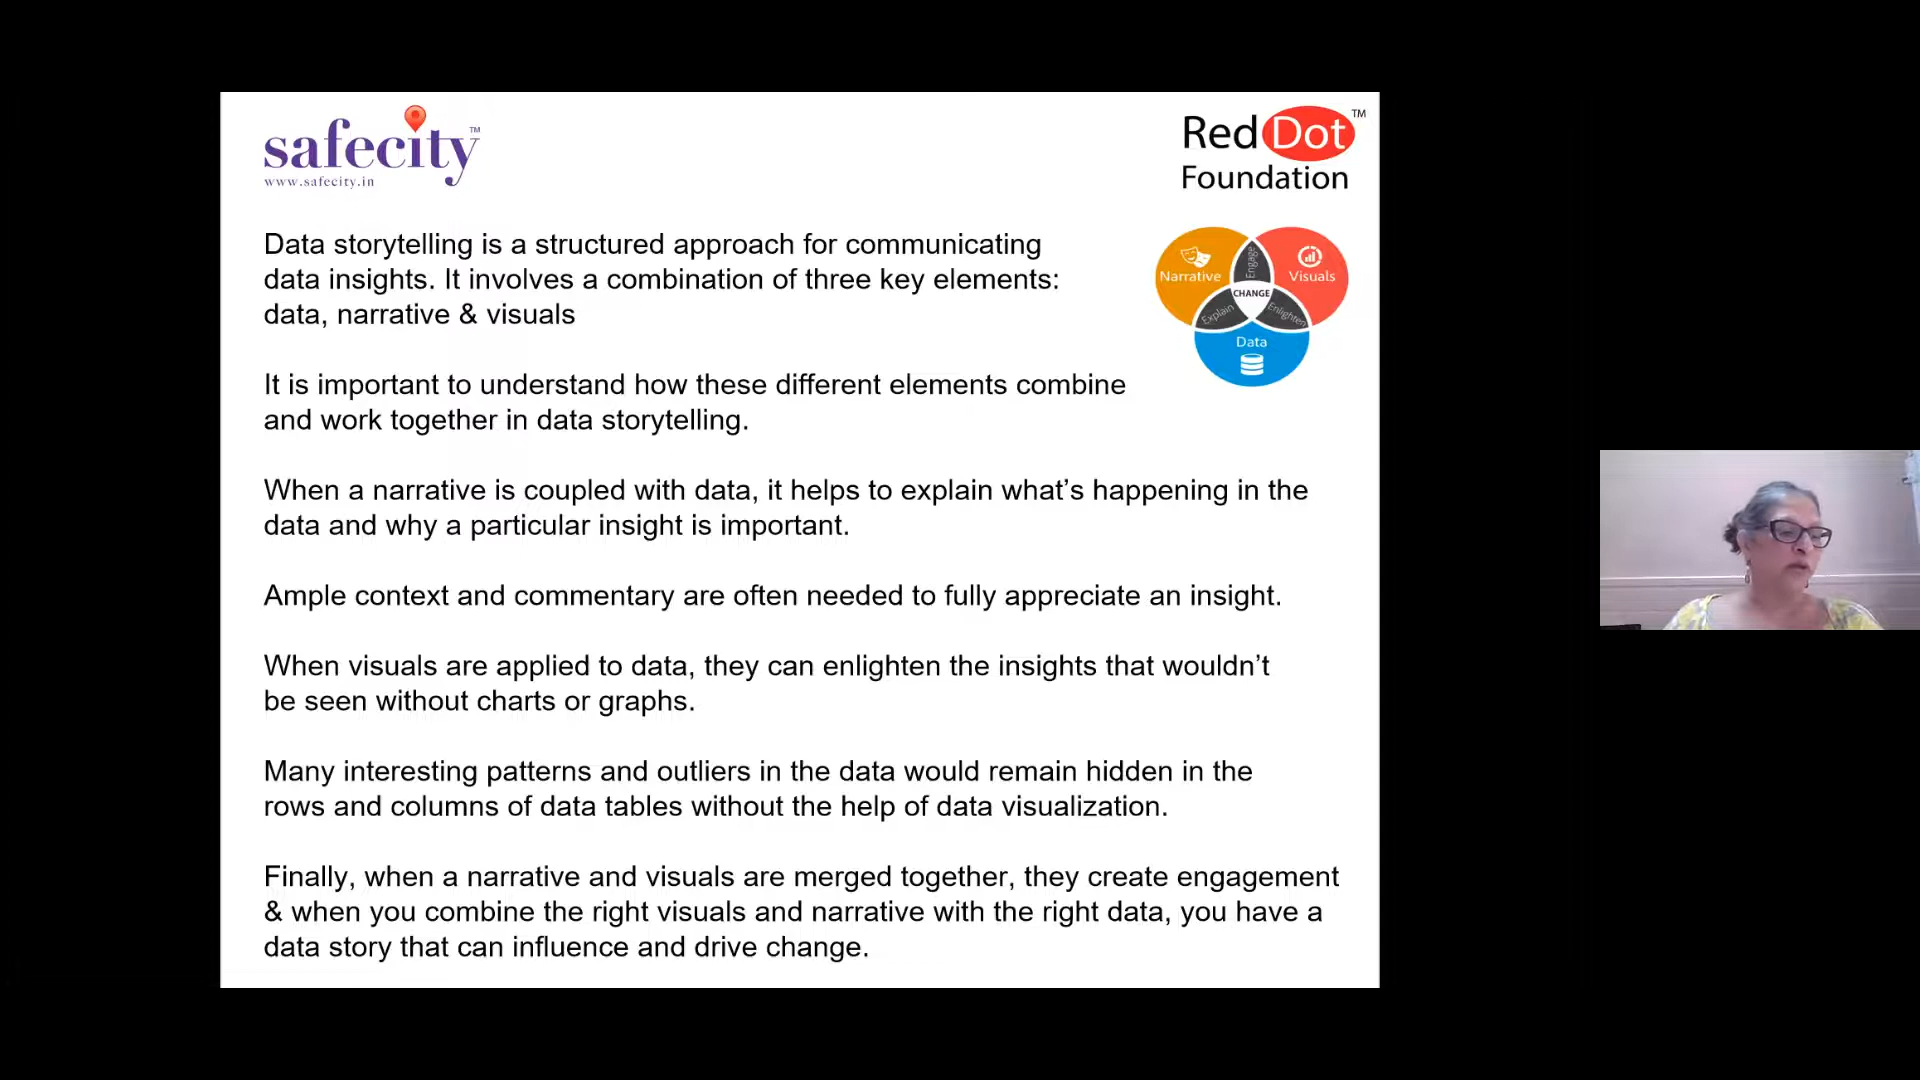 safecity™
www.safecity.in
RedDot™
Foundation
Data storytelling is a structured approach for communicating
data insights. It involves a combination of three key elements:
data, narrative & visuals
Narrative
Engage
Visuals
CHANGE
Explain
Enlighten
Data
It is important to understand how these different elements combine
and work together in data storytelling.
When a narrative is coupled with data, it helps to explain what’s happening in the
data and why a particular insight is important.
Ample context and commentary are often needed to fully appreciate an insight.
When visuals are applied to data, they can enlighten the insights that wouldn’t
be seen without charts or graphs.
Many interesting patterns and outliers in the data would remain hidden in the
rows and columns of data tables without the help of data visualization.
Finally, when a narrative and visuals are merged together, they create engagement
& when you combine the right visuals and narrative with the right data, you have a
data story that can influence and drive change.